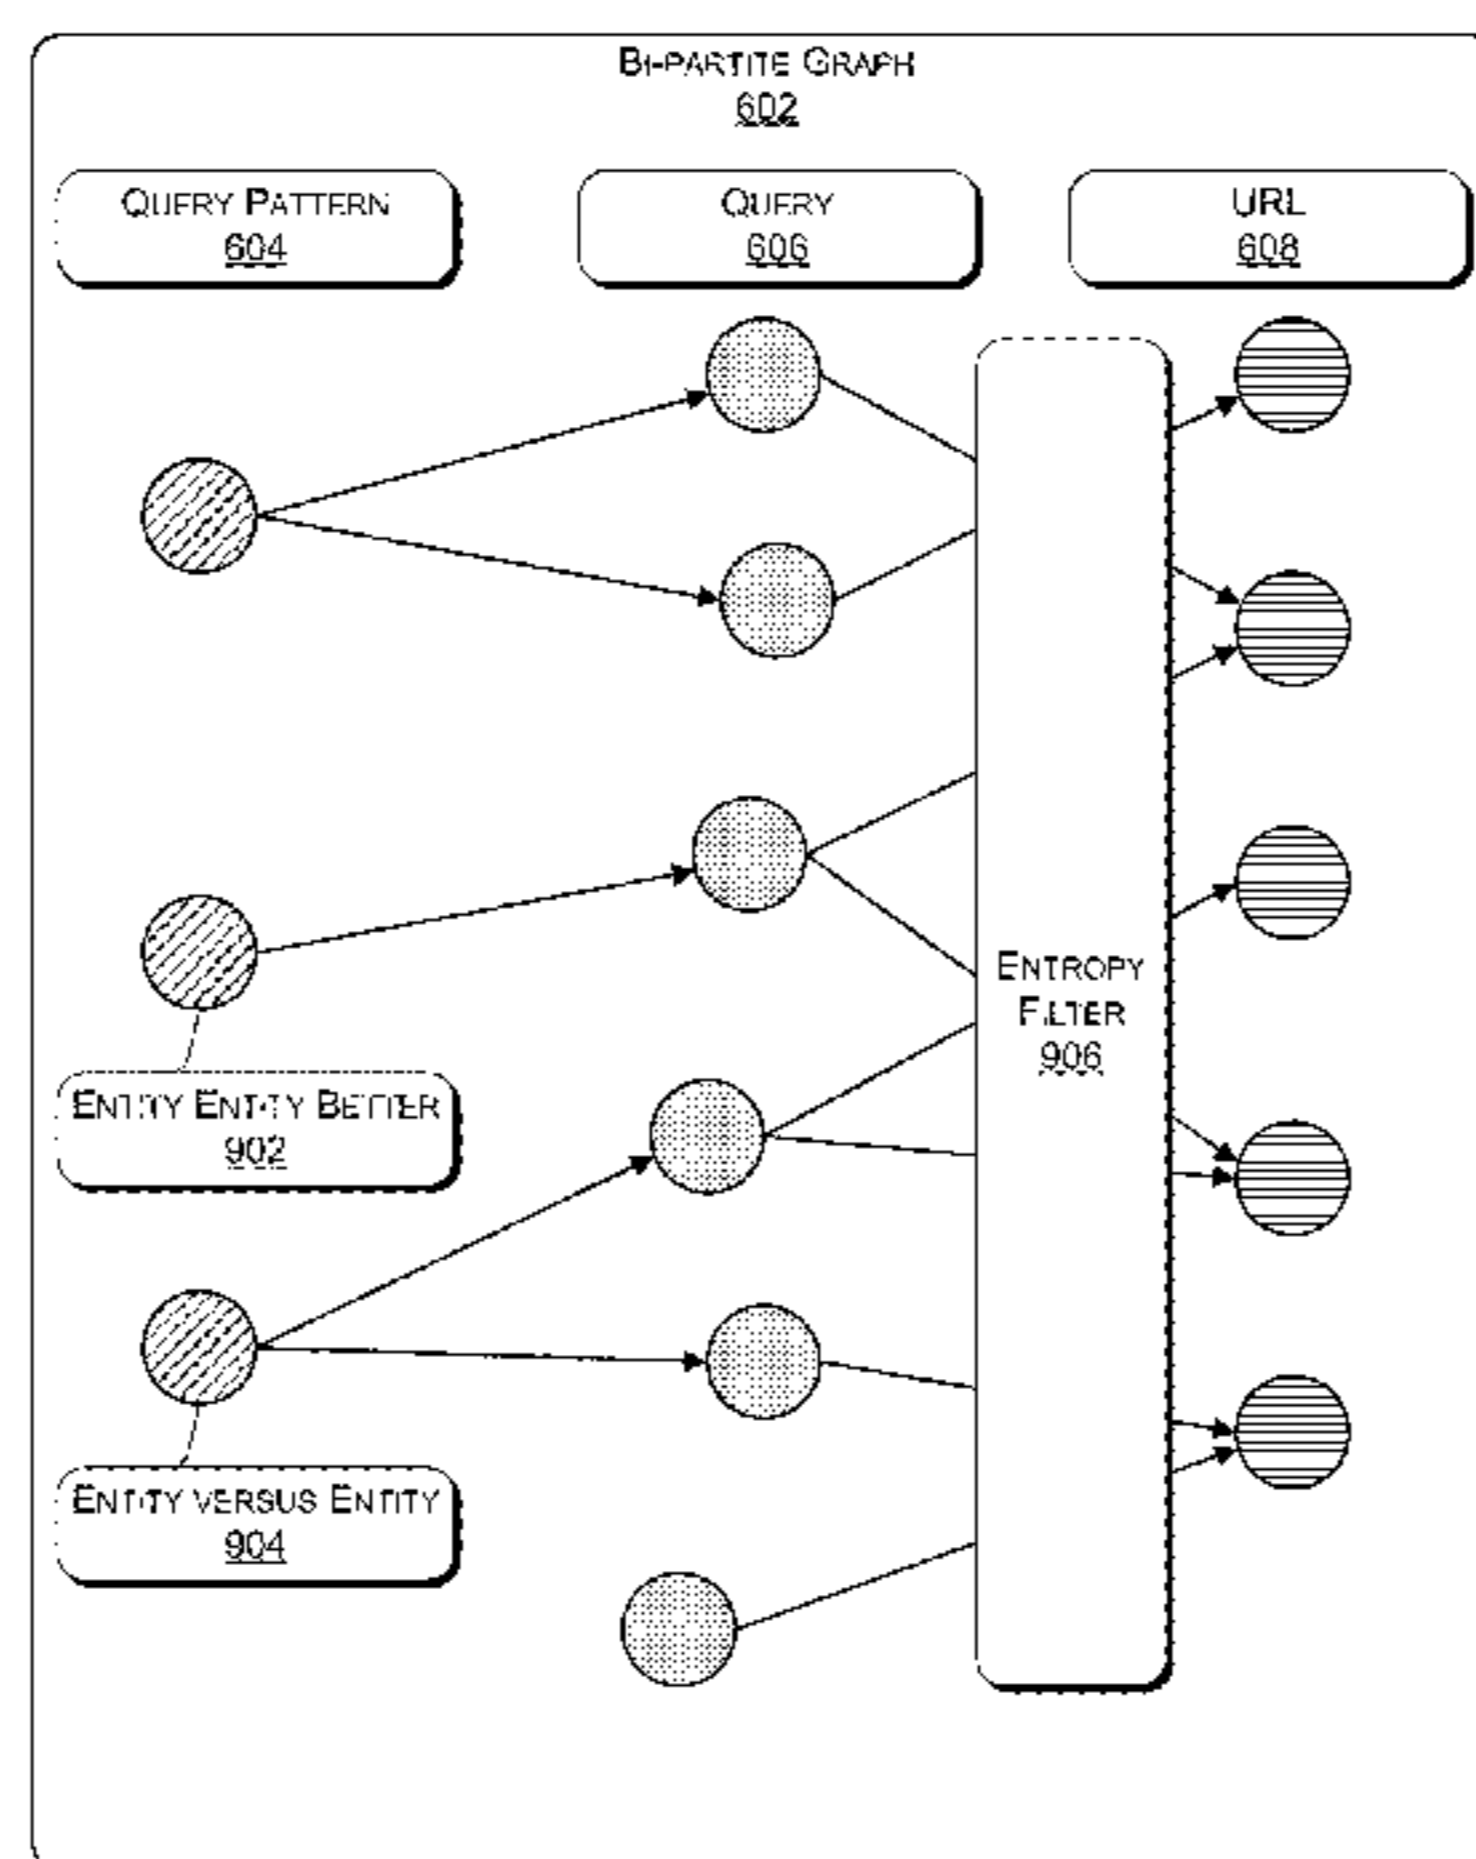 BI-PARTITE GRAPH
602
QUERY PATTERN
604
QUERY
606
URL
608
ENTROPY
FILTER
906
ENTITY ENTITY BETTER
902
ENTITY VERSUS ENTITY
904